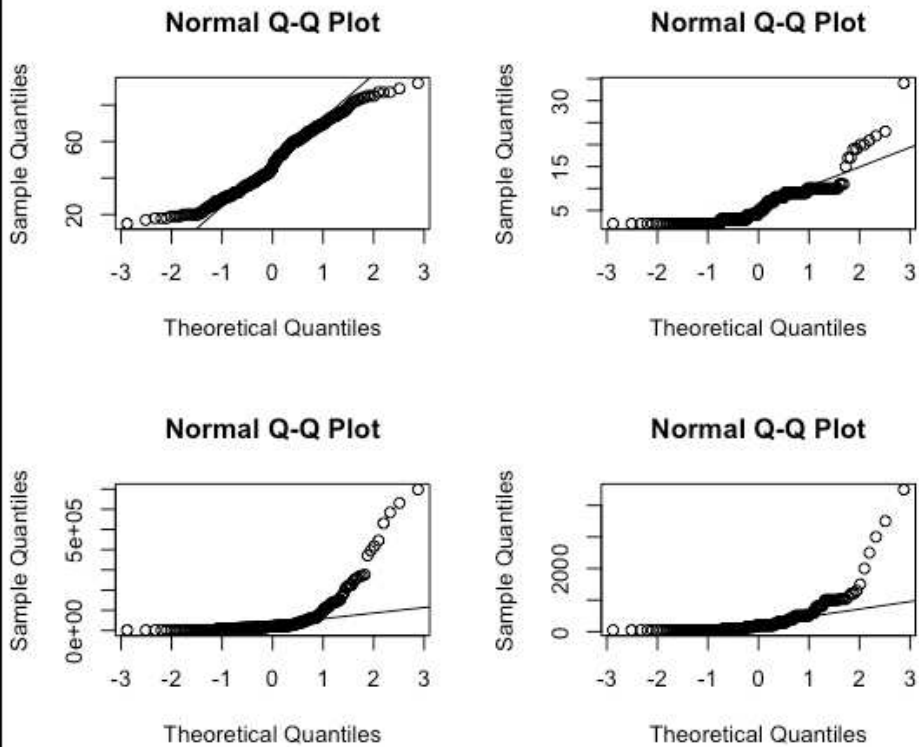 Normal Q-Q Plot
Sample Quantiles
20 60
-3 -2 -1 0 1 2 3
Theoretical Quantiles
Normal Q-Q Plot
Sample Quantiles
5 15 30
-3 -2 -1 0 1 2 3
Theoretical Quantiles
Normal Q-Q Plot
Sample Quantiles
0e+00 5e+05
-3 -2 -1 0 1 2 3
Theoretical Quantiles
Normal Q-Q Plot
Sample Quantiles
0 2000
-3 -2 -1 0 1 2 3
Theoretical Quantiles